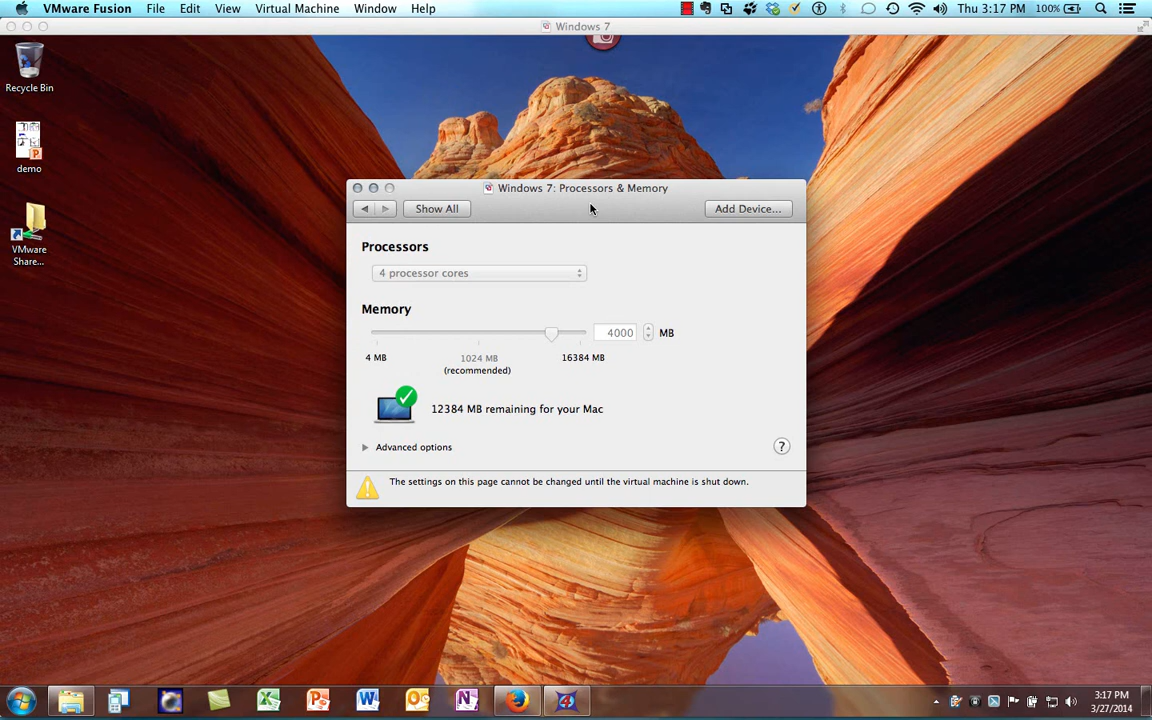 VMware Fusion File Edit View Virtual Machine Window Help Thu 3:17 PM 100%
Windows 7
Recycle Bin
demo
VMware
Share...
Windows 7: Processors & Memory
Show All
Add Device...
Processors
4 processor cores
Memory
4000 MB
4 MB 1024 MB 16384 MB
(recommended)
12384 MB remaining for your Mac
Advanced options
?
The settings on this page cannot be changed until the virtual machine is shut down.
3:17 PM
3/27/2014